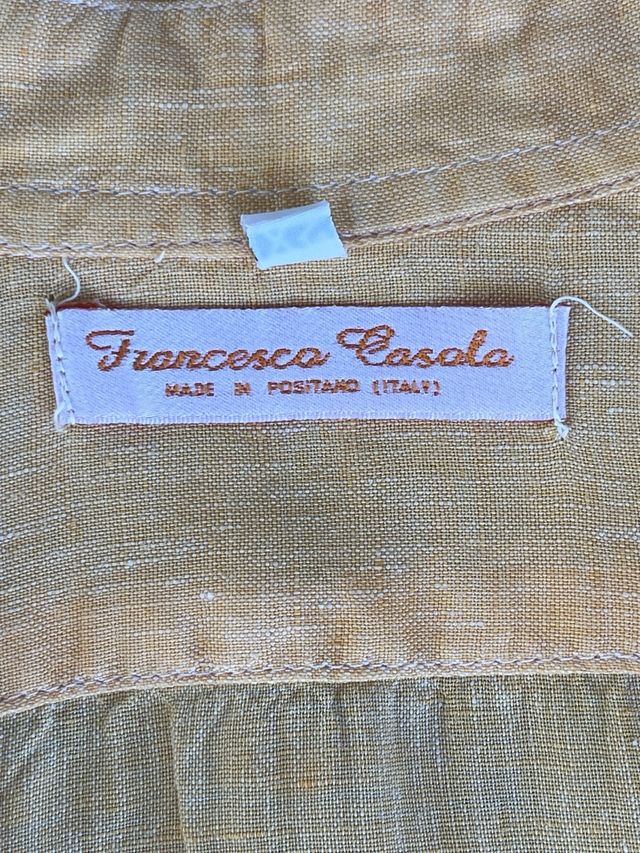 Francesca Casola
MADE IN POSITANO (ITALY)